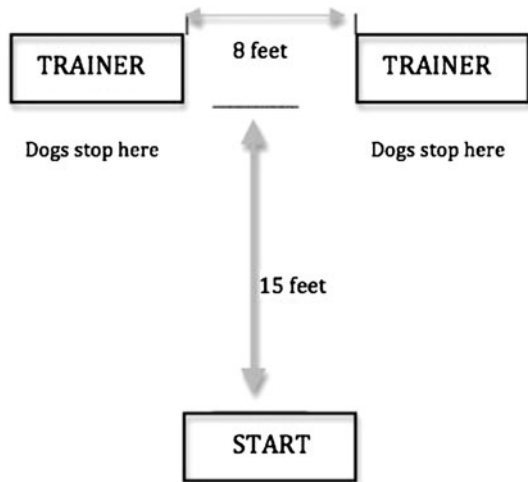 8 feet
TRAINER
TRAINER
Dogs stop here
Dogs stop here
15 feet
START